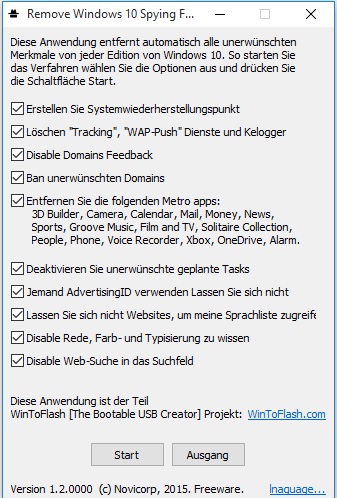 Remove Windows 10 Spying F...
Diese Anwendung entfernt automatisch alle unerwünschten
Merkmale von jeder Edition von Windows 10. So starten Sie
das Verfahren wählen Sie die Optionen aus und drücken Sie
die Schaltfläche Start.
Erstellen Sie Systemwiederherstellungspunkt
Löschen "Tracking", "WAP-Push" Dienste und Kelogger
Disable Domains Feedback
Ban unerwünschten Domains
Entfernen Sie die folgenden Metro apps:
3D Builder, Camera, Calendar, Mail, Money, News,
Sports, Groove Music, Film and TV, Solitaire Collection,
People, Phone, Voice Recorder, Xbox, OneDrive, Alarm.
Deaktivieren Sie unerwünschte geplante Tasks
Jemand AdvertisingID verwenden Lassen Sie sich nicht
Lassen Sie sich nicht Websites, um meine Sprachliste zugreife
Disable Rede, Farb- und Typisierung zu wissen
Disable Web-Suche in das Suchfeld
Diese Anwendung ist der Teil
WinToFlash [The Bootable USB Creator] Projekt: WinToFlash.com
Start Ausgang
Version 1.2.0000 (c) Novicorp, 2015. Freeware. lnaguage...